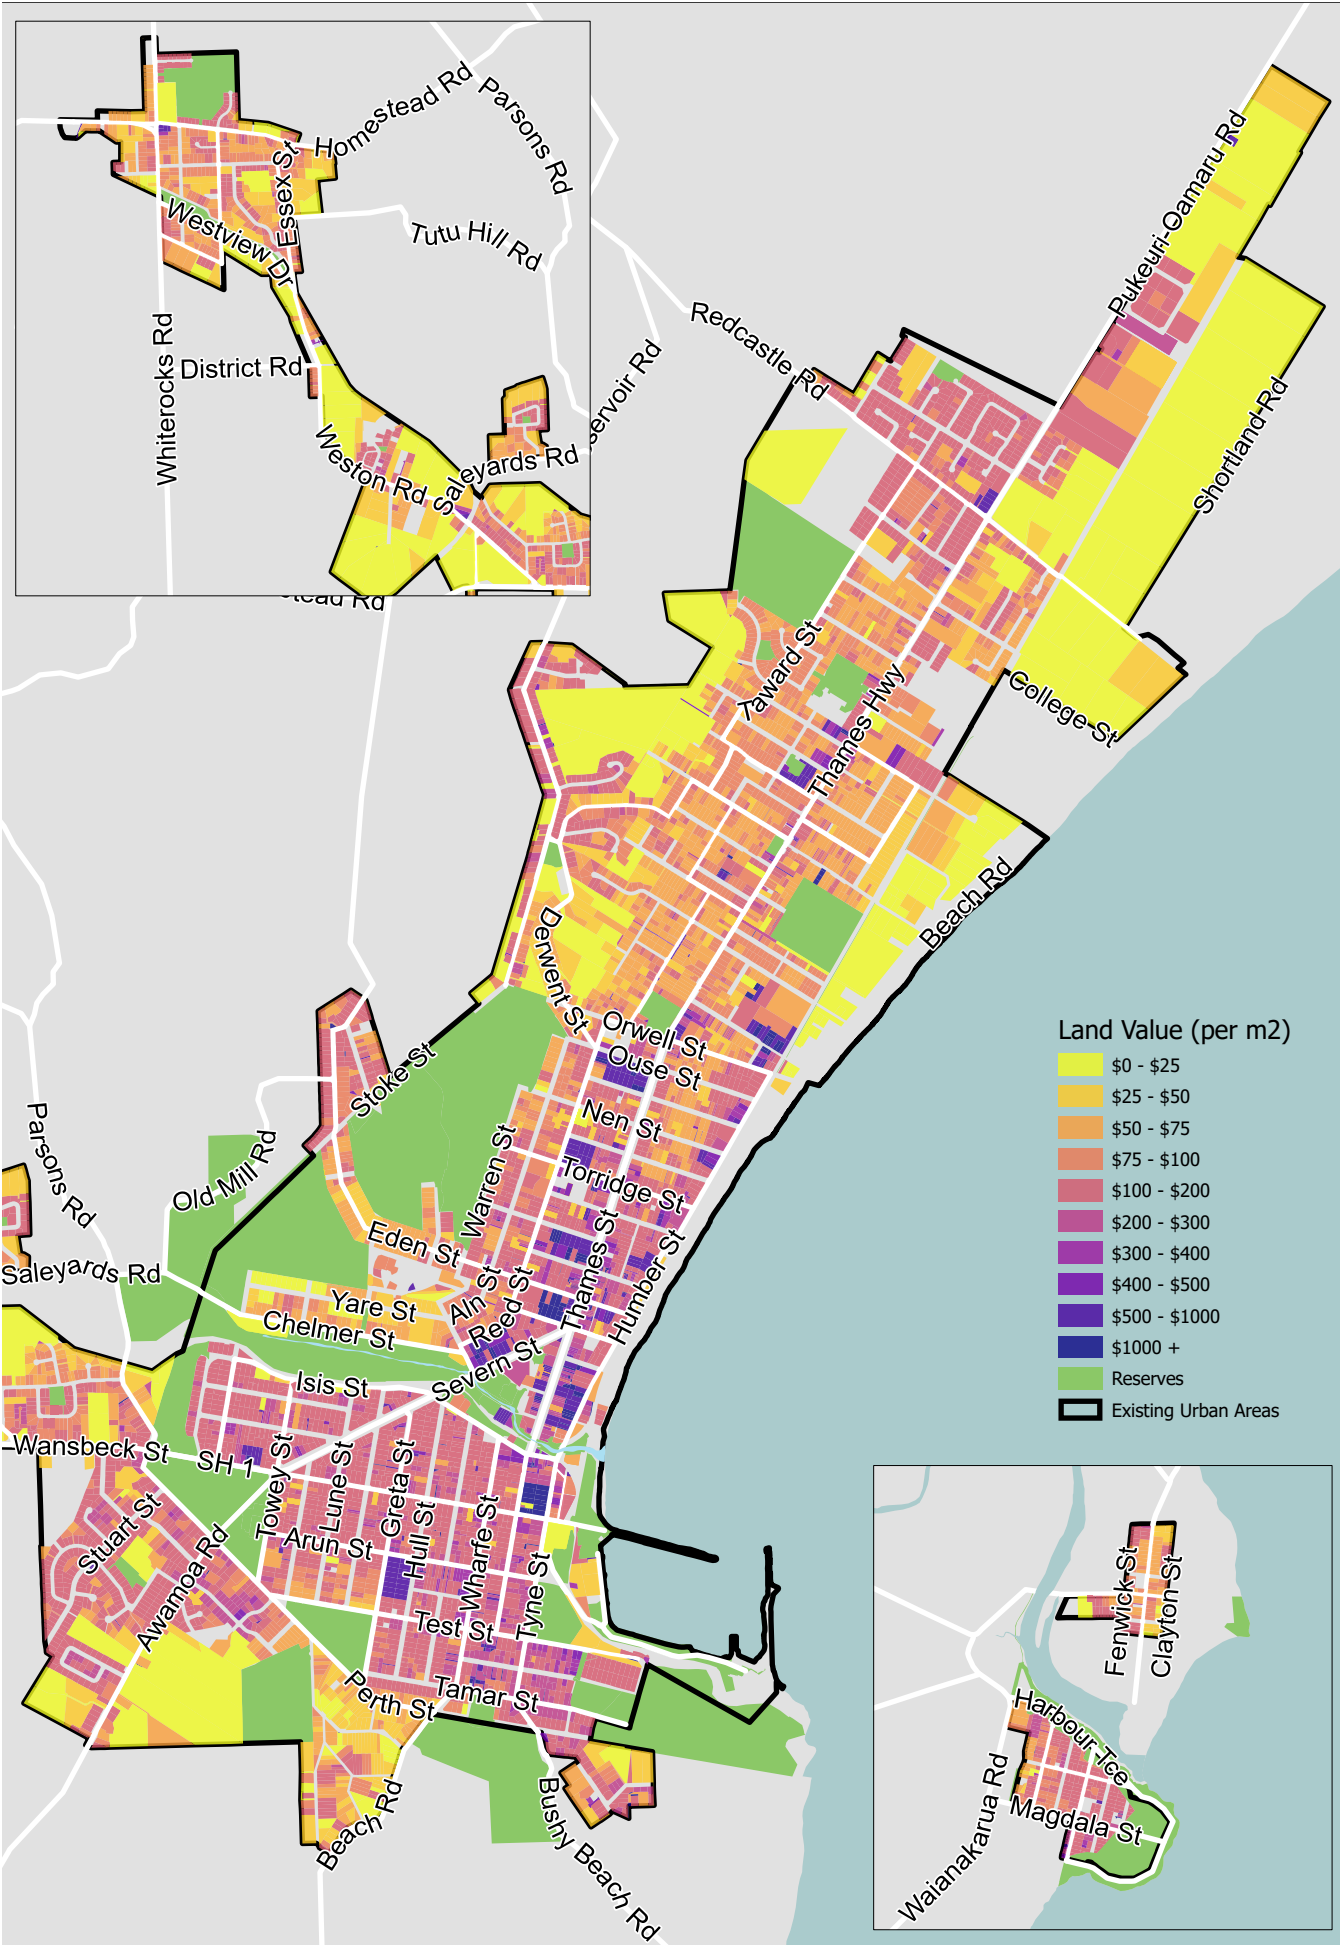 Homestead Rd
Parsons Rd
Essex St
Westview Dr
Tutu Hill Rd
Whiterocks Rd
District Rd
Weston Rd
Saleyards Rd
servoir Rd
stead Rd
Redcastle Rd
Pukeuri-Oamaru Rd
Shortland Rd
Taward St
Thames Hwy
College St
Beach Rd
Derwent St
Orwell St
Ouse St
Stoke St
Nen St
Parsons Rd
Old Mill Rd
Warren St
Torridge St
Eden St
Thames St
Humber St
Saleyards Rd
Yare St
Aln St
Reed St
Chelmer St
Severn St
Isis St
Wansbeck St
SH 1
Towey St
Lune St
Greta St
Hull St
Wharfe St
Stuart St
Arun St
Tyne St
Awamoa Rd
Test St
Perth St
Tamar St
Beach Rd
Bushy Beach Rd
Land Value (per m2)
$0 - $25
$25 - $50
$50 - $75
$75 - $100
$100 - $200
$200 - $300
$300 - $400
$400 - $500
$500 - $1000
$1000 +
Reserves
Existing Urban Areas
Fenwick St
Clayton St
Harbour Tce
Magdala St
Waianakarua Rd